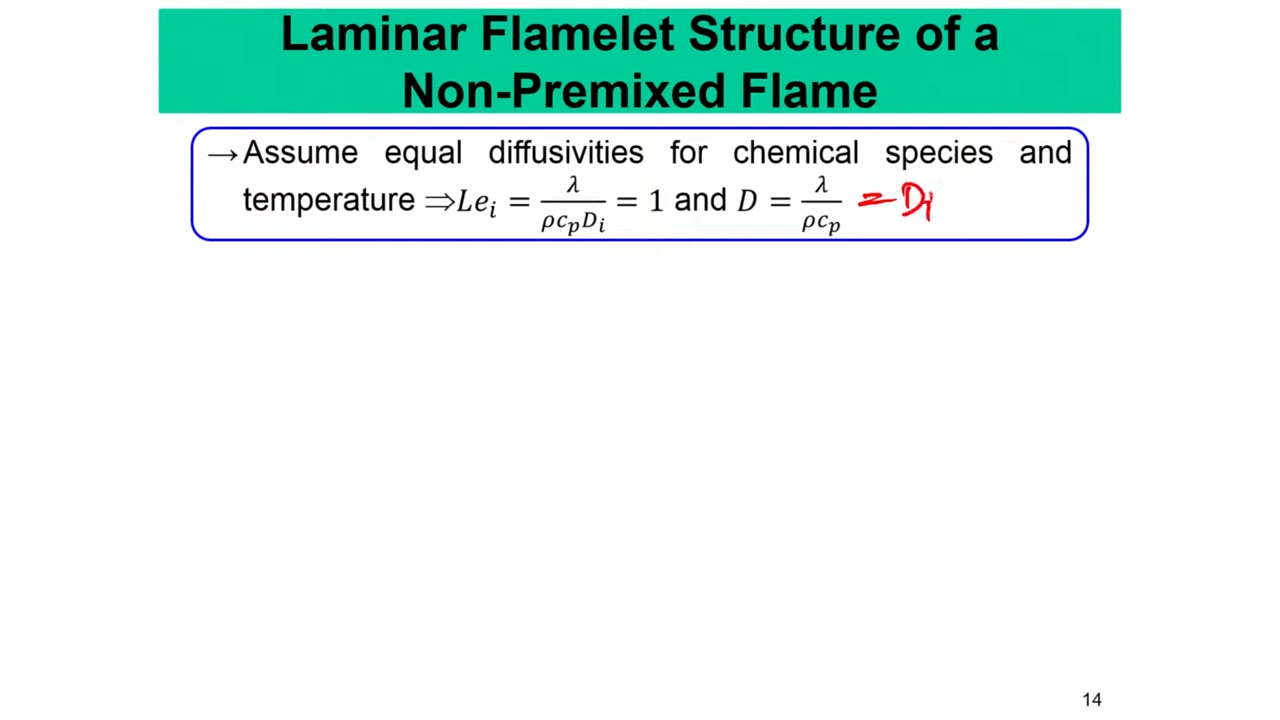 Laminar Flamelet Structure of a
Non-Premixed Flame
→Assume equal diffusivities for chemical species and
temperature ⟹Le_i = λ/(ρc_pD_i) = 1 and D = λ/(ρc_p) = D_i
14